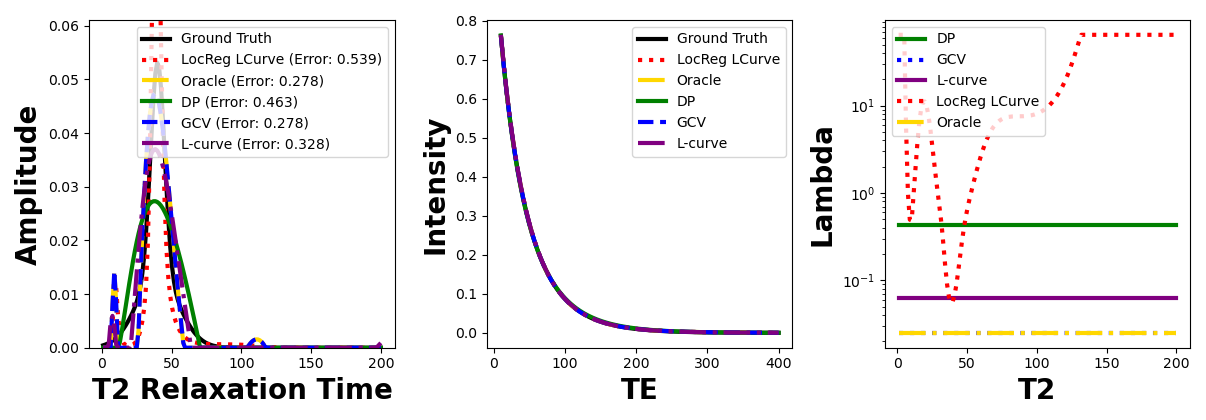 0.06
0.05
0.04
0.03
0.02
0.01
0.00
Amplitude
Ground Truth
LocReg LCurve (Error: 0.539)
Oracle (Error: 0.278)
DP (Error: 0.463)
GCV (Error: 0.278)
L-curve (Error: 0.328)
0 50 100 150 200
T2 Relaxation Time
0.8
0.7
0.6
0.5
0.4
0.3
0.2
0.1
0.0
Intensity
Ground Truth
LocReg LCurve
Oracle
DP
GCV
L-curve
0 100 200 300 400
TE
10¹
10⁰
10⁻¹
Lambda
DP
GCV
L-curve
LocReg LCurve
Oracle
0 50 100 150 200
T2